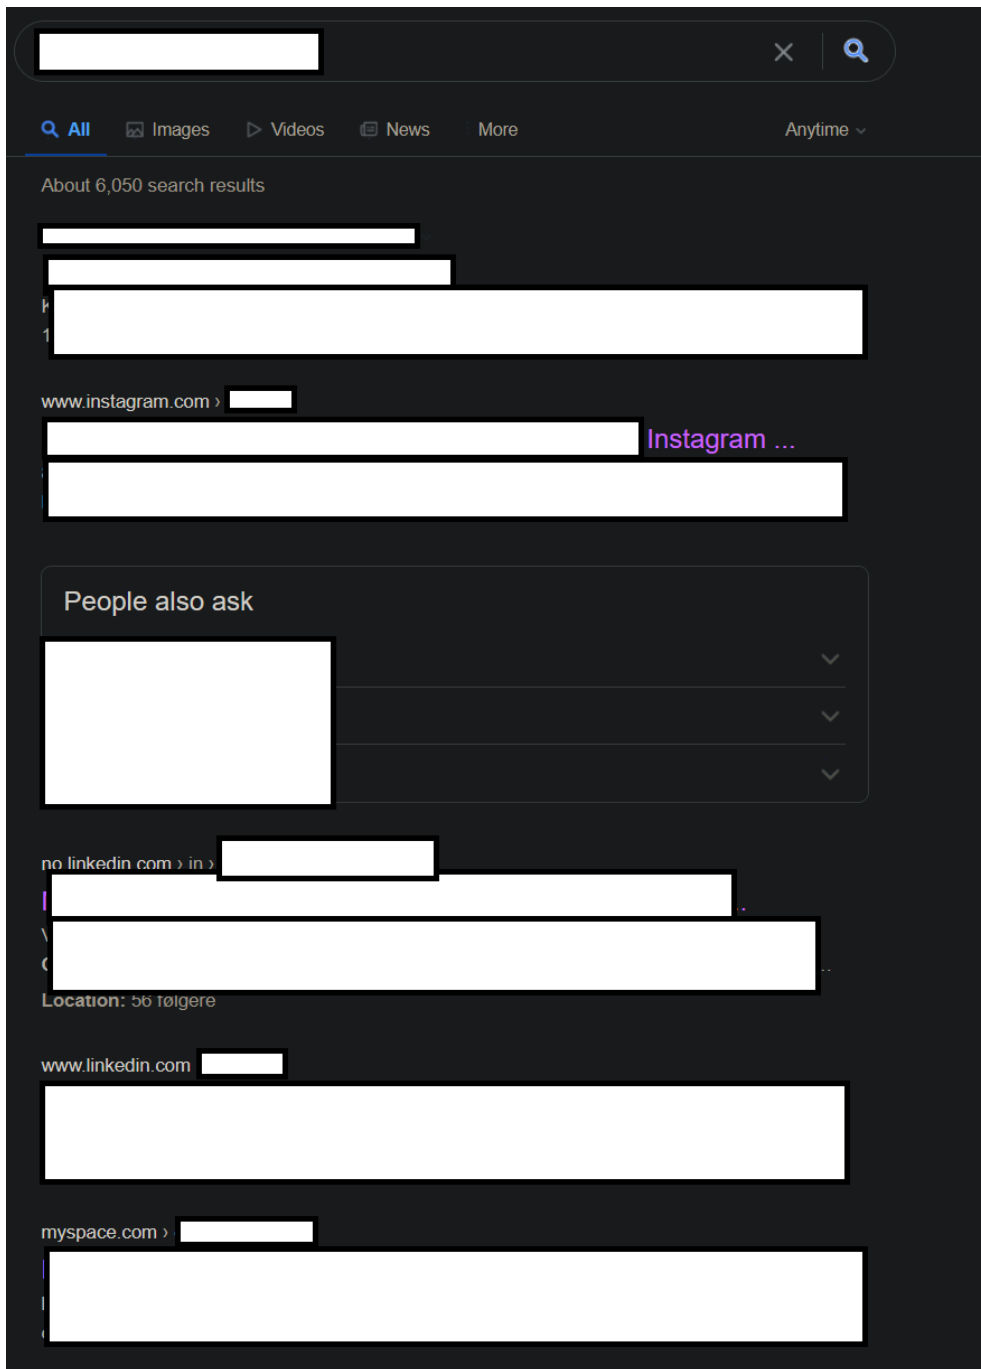 All Images Videos News More Anytime
About 6,050 search results
www.instagram.com ›
Instagram ...
People also ask
no.linkedin.com › in ›
Location: 56 følgere
www.linkedin.com
myspace.com ›